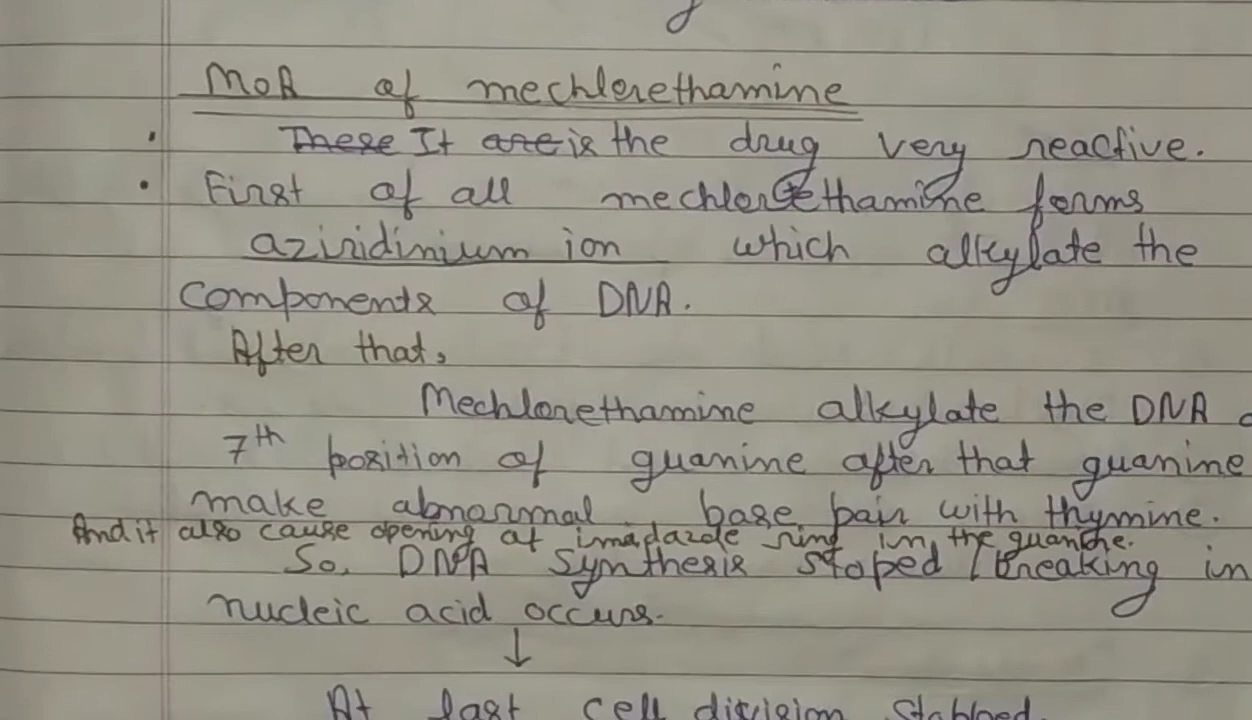 MOA of mechlorethamine
• These It are is the drug very reactive.
• First of all mechlorethamine forms
aziridinium ion which alkylate the
components of DNA.
After that,
Mechlorethamine alkylate the DNA
7th position of guanine after that guanine
make abnormal base pair with thymine.
And it also cause opening of imadazole ring in the guanine.
So, DNA synthesis stoped / breaking in
nucleic acid occurs.
↓
At last cell division stopped.